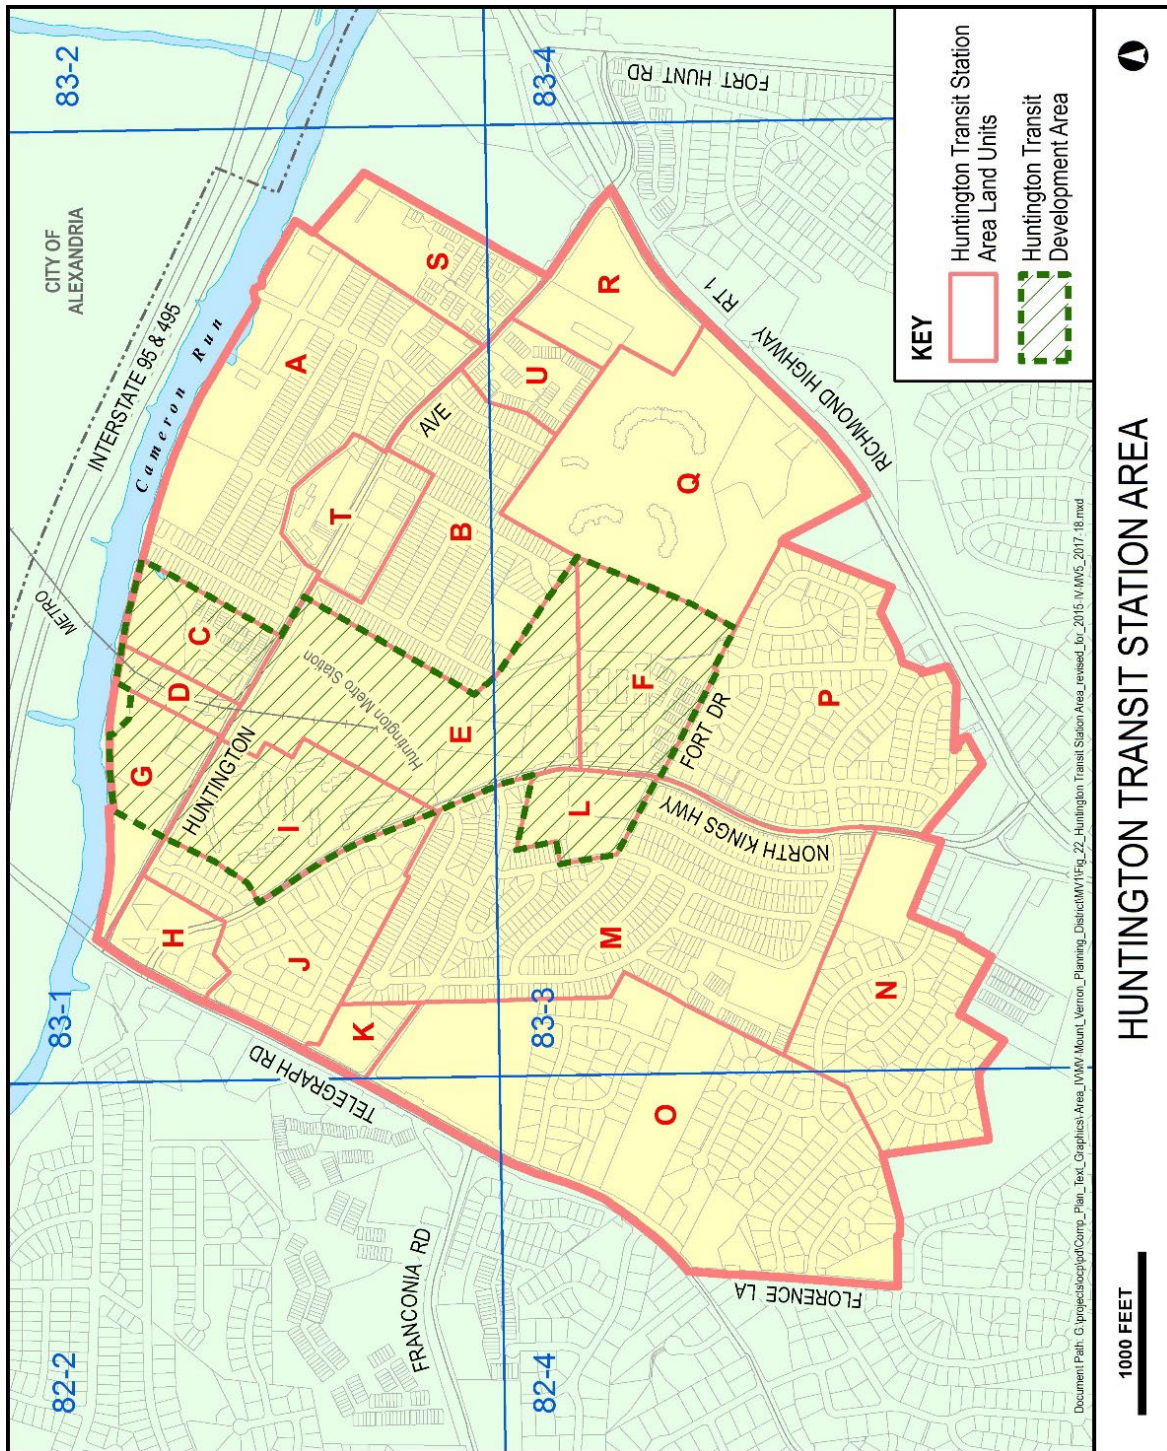 83-2
83-4
FORT HUNT RD
CITY OF
ALEXANDRIA
INTERSTATE 95 & 495
Cameron Run
METRO
S
R
A
U
AVE
T
B
Q
RT 1
RICHMOND HIGHWAY
C
D
G
HUNTINGTON
Huntington Metro Station
E
F
FORT DR
P
I
L
NORTH KINGS HWY
H
J
M
N
K
O
83-1
83-3
TELEGRAPH RD
FRANCONIA RD
FLORENCE LA
82-2
82-4
KEY
Huntington Transit Station
Area Land Units
Huntington Transit
Development Area
1000 FEET
HUNTINGTON TRANSIT STATION AREA